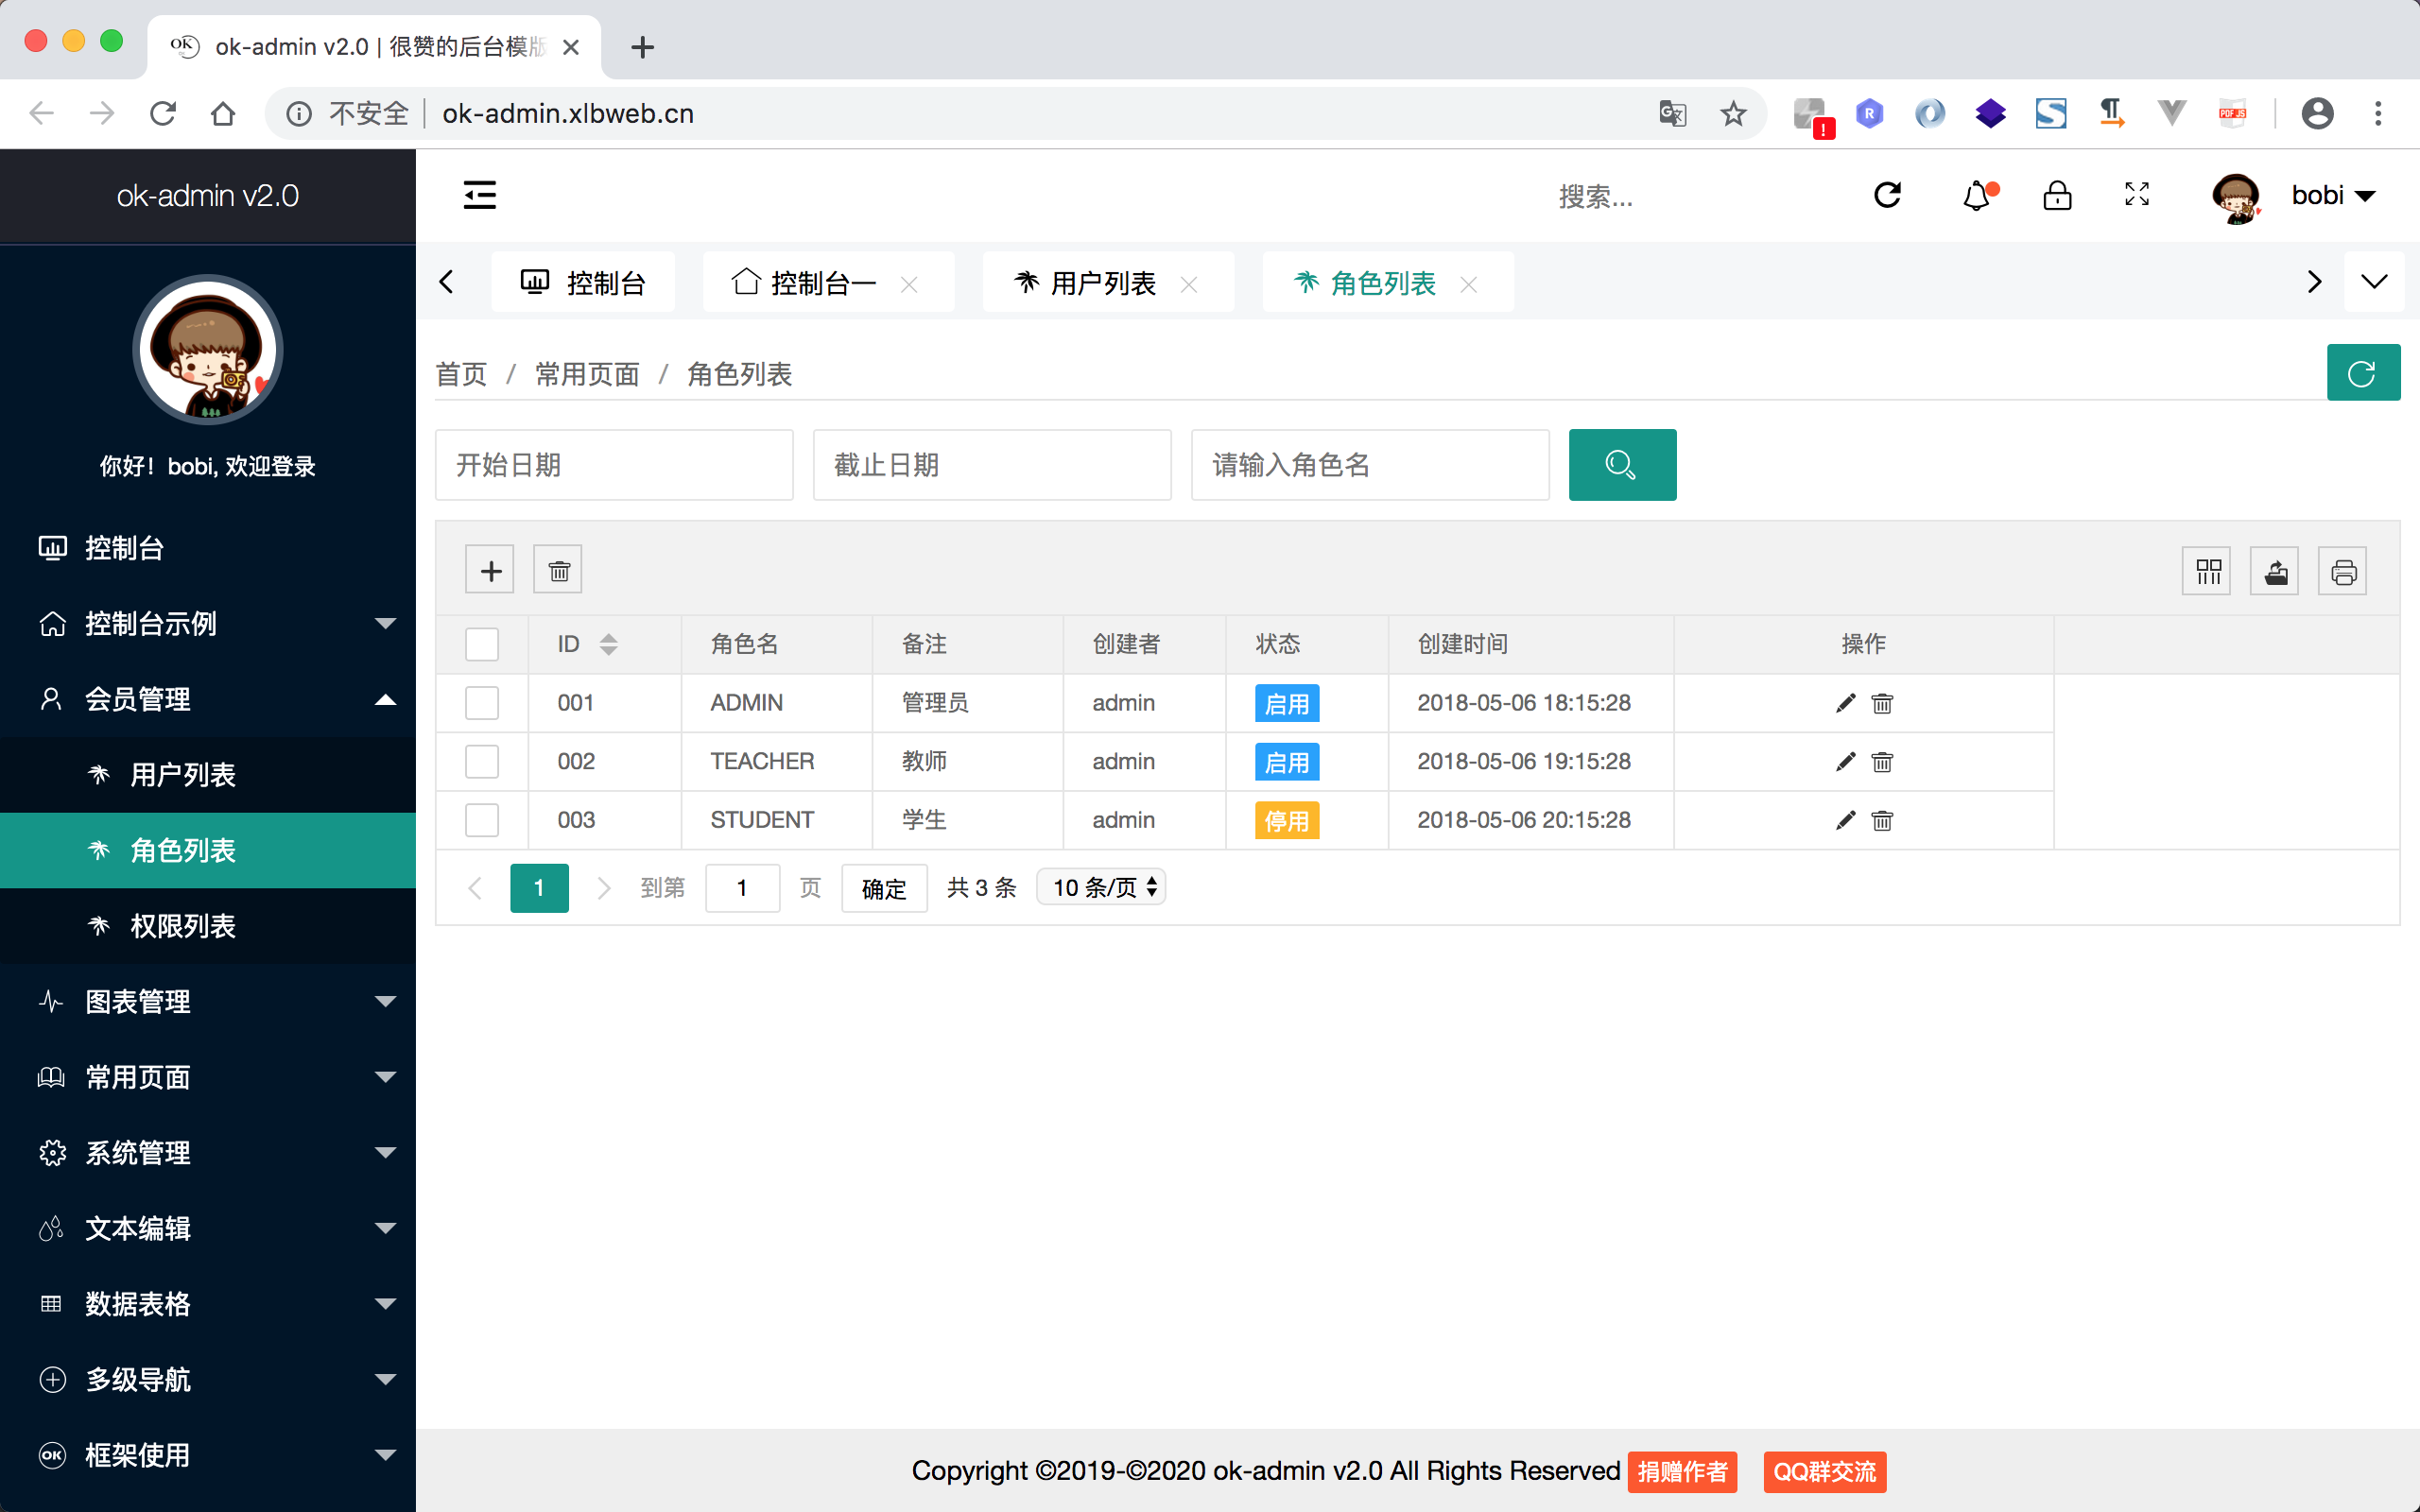 ok-admin v2.0 | 很赞的后台模版
不安全 ok-admin.xlbweb.cn
ok-admin v2.0
搜索...
bobi
控制台 控制台一 用户列表 角色列表
首页 / 常用页面 / 角色列表
你好！bobi, 欢迎登录
开始日期 截止日期 请输入角色名
控制台
控制台示例
会员管理
用户列表
角色列表
权限列表
图表管理
常用页面
系统管理
文本编辑
数据表格
多级导航
OK 框架使用
ID 角色名 备注 创建者 状态 创建时间 操作
001 ADMIN 管理员 admin 启用 2018-05-06 18:15:28
002 TEACHER 教师 admin 启用 2018-05-06 19:15:28
003 STUDENT 学生 admin 停用 2018-05-06 20:15:28
1 到第 1 页 确定 共 3 条 10 条/页
Copyright ©2019-©2020 ok-admin v2.0 All Rights Reserved 捐赠作者 QQ群交流